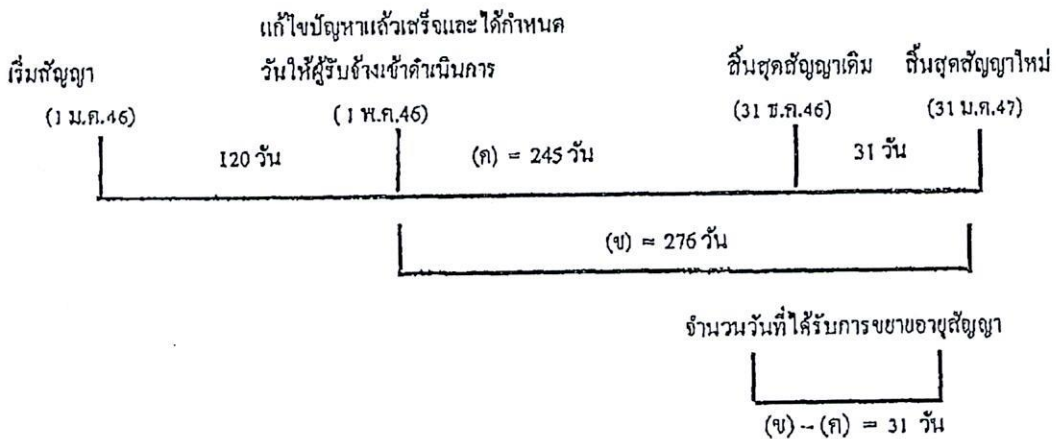 แก้ไขปัญหาแล้วเสร็จและได้กำหนด
เริ่มสัญญา วันให้ผู้รับจ้างเข้าดำเนินการ สิ้นสุดสัญญาเดิม สิ้นสุดสัญญาใหม่
(1 ม.ค.46) (1 พ.ค.46) (31 ธ.ค.46) (31 ม.ค.47)
120 วัน (ค) = 245 วัน 31 วัน
(ข) = 276 วัน
จำนวนวันที่ได้รับการขยายอายุสัญญา
(ข) - (ค) = 31 วัน